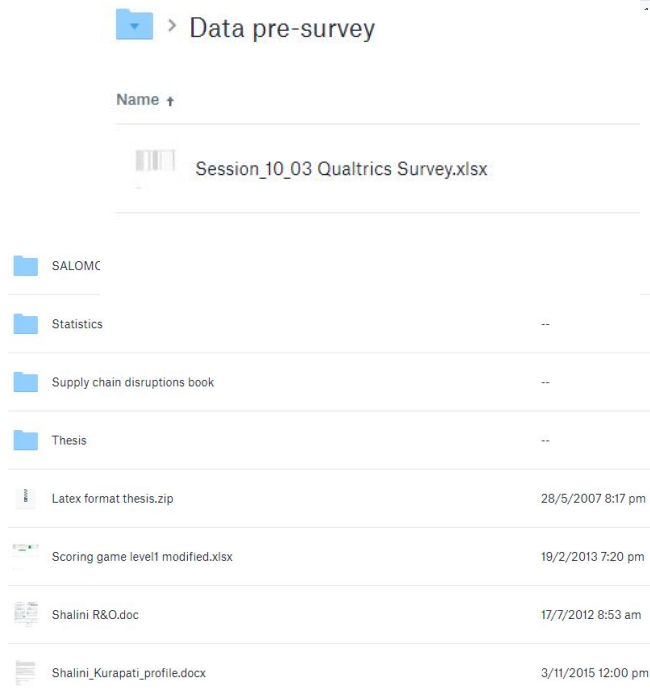 > Data pre-survey
Name ↑
Session_10_03 Qualtrics Survey.xlsx
Statistics --
Supply chain disruptions book --
Thesis --
Latex format thesis.zip 28/5/2007 8:17 pm
Scoring game level1 modified.xlsx 19/2/2013 7:20 pm
Shalini R&O.doc 17/7/2012 8:53 am
Shalini_Kurapati_profile.docx 3/11/2015 12:00 pm